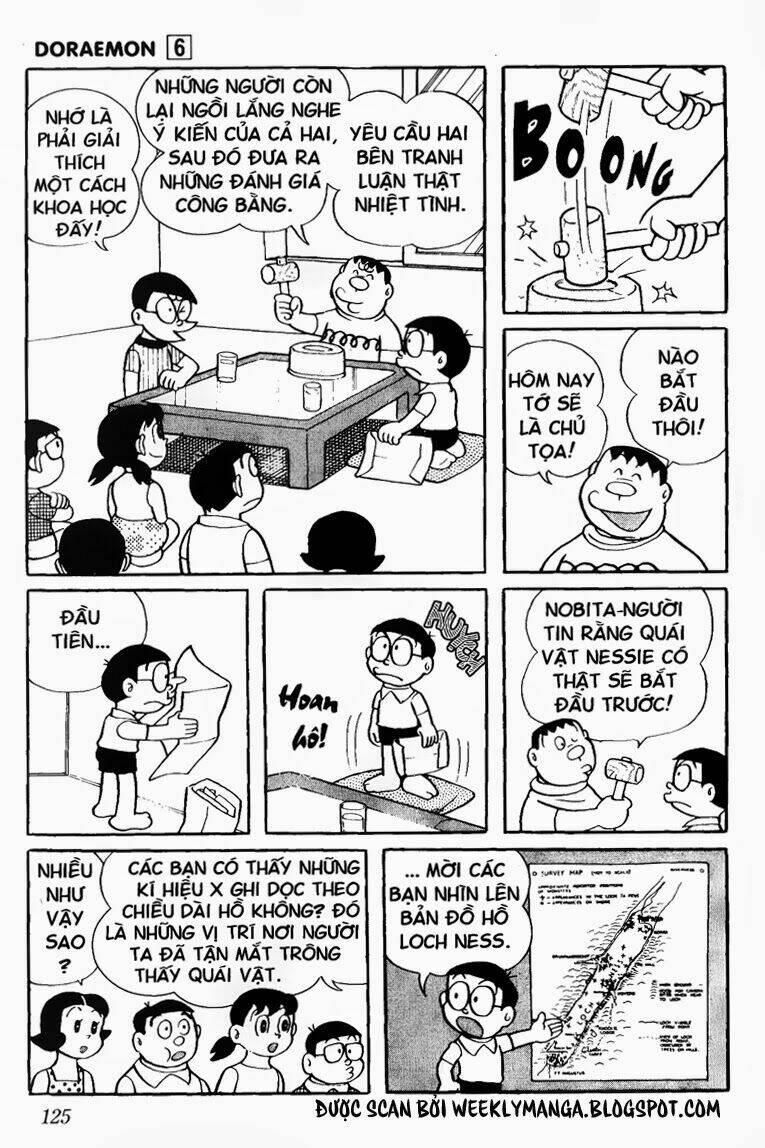 DORAEMON 6
BOONG
NÀO
BẮT
ĐẦU
THÔI!
HÔM NAY
TỚ SẼ
LÀ CHỦ
TỌA!
YÊU CẦU HAI
BÊN TRANH
LUẬN THẬT
NHIỆT TÌNH.
NHỮNG NGƯỜI CÒN
LẠI NGỒI LẮNG NGHE
Ý KIẾN CỦA CẢ HAI,
SAU ĐÓ ĐƯA RA
NHỮNG ĐÁNH GIÁ
CÔNG BẰNG.
NHỚ LÀ
PHẢI GIẢI
THÍCH
MỘT CÁCH
KHOA HỌC
ĐẤY!
NOBITA-NGƯỜI
TIN RẰNG QUÁI
VẬT NESSIE CÓ
THẬT SẼ BẮT
ĐẦU TRƯỚC!
HUỴCH
Hoan
hô!
ĐẦU
TIÊN...
... MỜI CÁC
BẠN NHÌN LÊN
BẢN ĐỒ HỒ
LOCH NESS.
SURVEY MAP
LOCH
FT AUGUSTUS
CÁC BẠN CÓ THẤY NHỮNG
KÍ HIỆU X GHI DỌC THEO
CHIỀU DÀI HỒ KHÔNG? ĐÓ
LÀ NHỮNG VỊ TRÍ NƠI NGƯỜI
TA ĐÃ TẬN MẮT TRÔNG
THẤY QUÁI VẬT.
NHIỀU
NHƯ
VẬY
SAO
?
125
ĐƯỢC SCAN BỞI WEEKLYMANGA.BLOGSPOT.COM